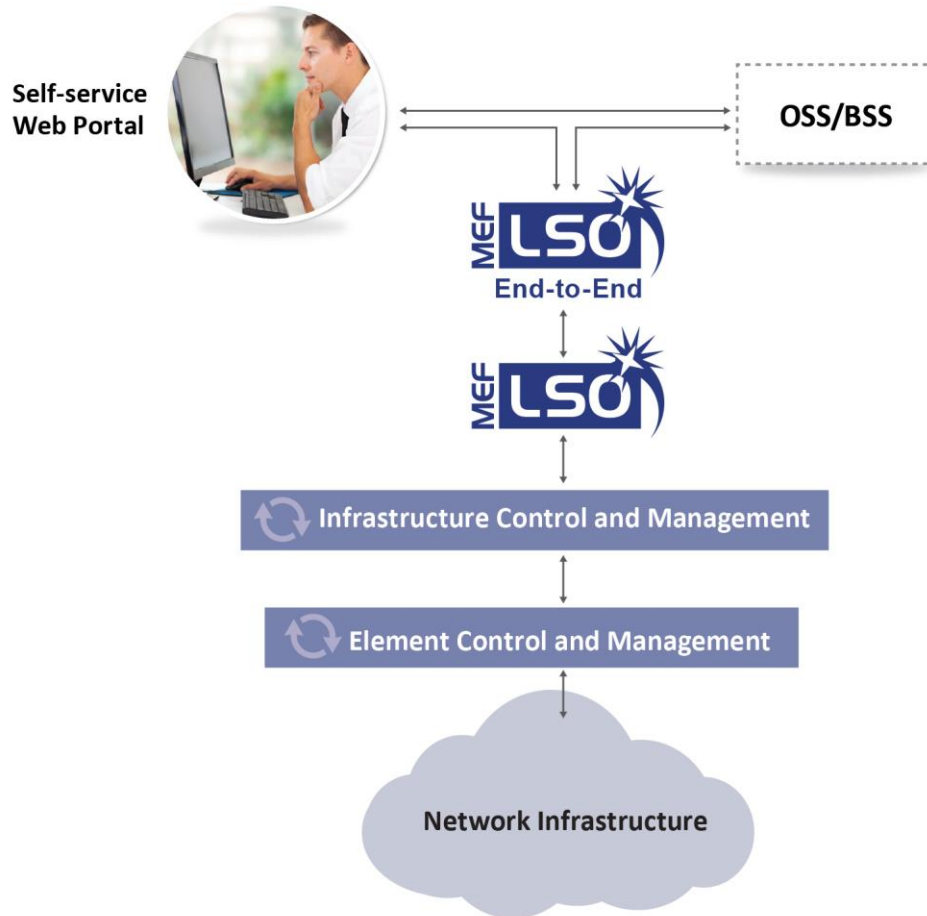 Self-service
Web Portal
OSS/BSS
MEF
LSO
End-to-End
MEF
LSO
Infrastructure Control and Management
Element Control and Management
Network Infrastructure